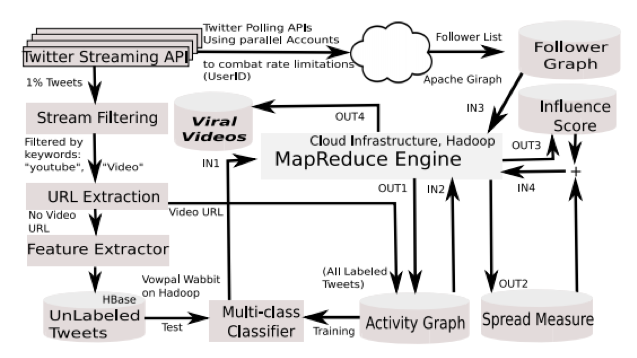 Twitter Streaming API
Twitter Polling APIs
Using parallel Accounts
to combat rate limitations
(UserID)
Follower List
Apache Giraph
Follower
Graph
1% Tweets
Stream Filtering
Viral
Videos
OUT4
IN3
Influence
Score
Filtered by
keywords:
"youtube", "Video"
IN1
Cloud Infrastructure, Hadoop
MapReduce Engine
OUT3
IN4
+
URL Extraction
OUT1
IN2
No Video
URL
Video URL
Feature Extractor
Vowpal Wabbit
on Hadoop
(All Labeled
Tweets)
OUT2
HBase
UnLabeled
Tweets
Test
Multi-class
Classifier
Training
Activity Graph
Spread Measure